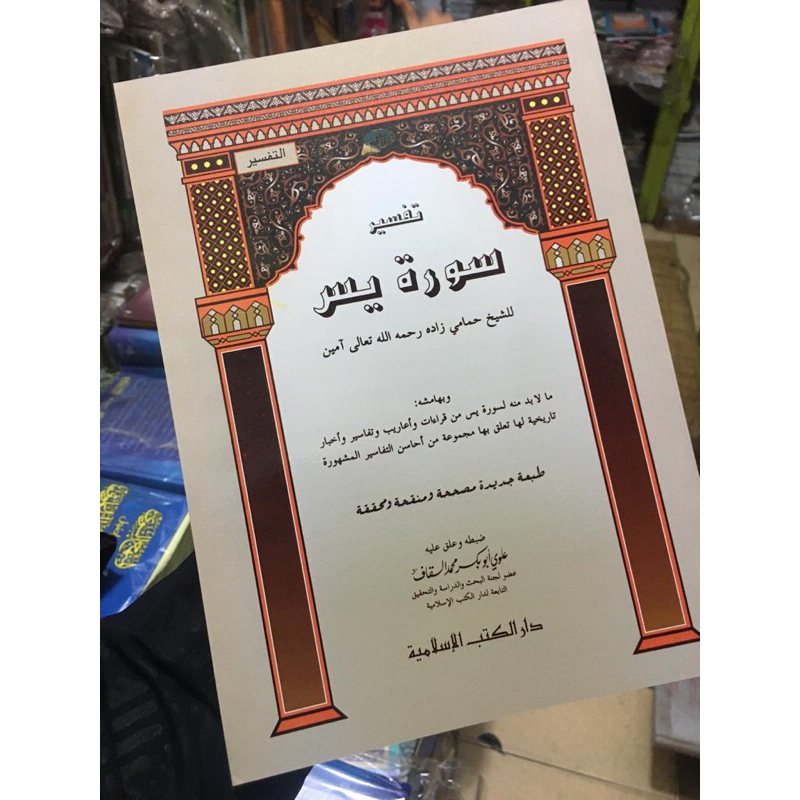 التفسير
تفسير
سورة يس
للشيخ حمامي زاده رحمه الله تعالى آمين
وبهامشه:
ما لابد منه لسورة يس من قراءات وأعاريب وتفاسير وأخبار
تاريخية لها تعلق بها مجموعة من أحاسن التفاسير المشهورة
طبعة جديدة مصححة ومنقحة ومحققة
ضبطه وعلق عليه
علوي أبو بكر محمد السقاف
عضو لجنة البحث والدراسة والتحقيق
التابعة لدار الكتب الإسلامية
دار الكتب الإسلامية